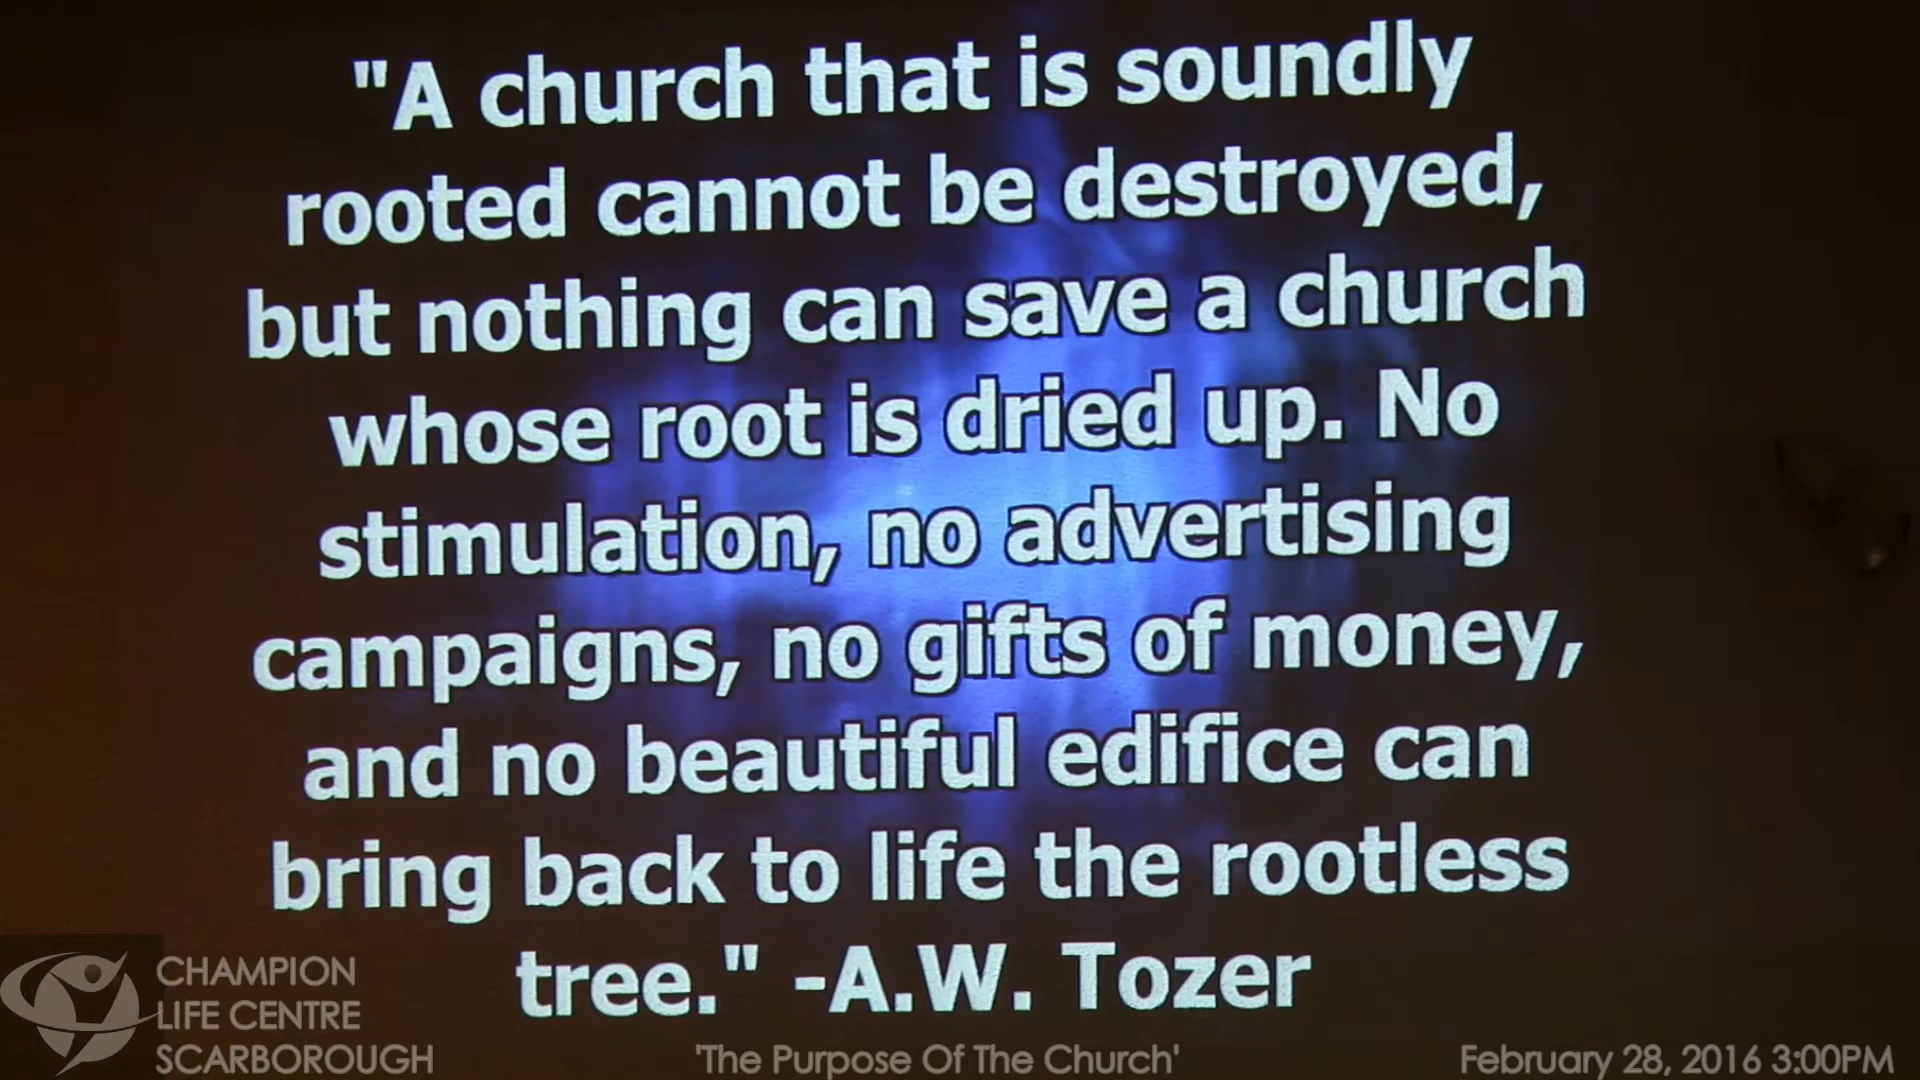 "A church that is soundly
rooted cannot be destroyed,
but nothing can save a church
whose root is dried up. No
stimulation, no advertising
campaigns, no gifts of money,
and no beautiful edifice can
bring back to life the rootless
tree." -A.W. Tozer
CHAMPION
LIFE CENTRE
SCARBOROUGH
'The Purpose Of The Church'
February 28, 2016 3:00PM